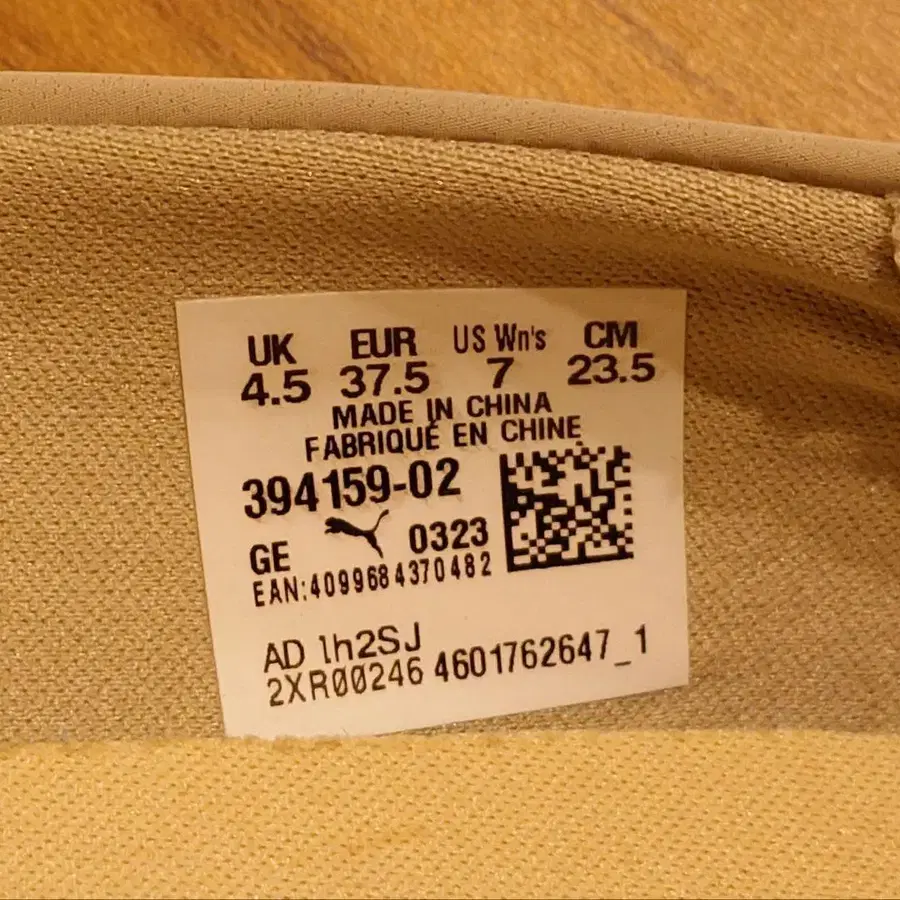 UK EUR US Wn's CM
4.5 37.5 7 23.5
MADE IN CHINA
FABRIQUÉ EN CHINE
394159-02
GE 0323
EAN:4099684370482
AD 1h2SJ
2XR00246 4601762647_1